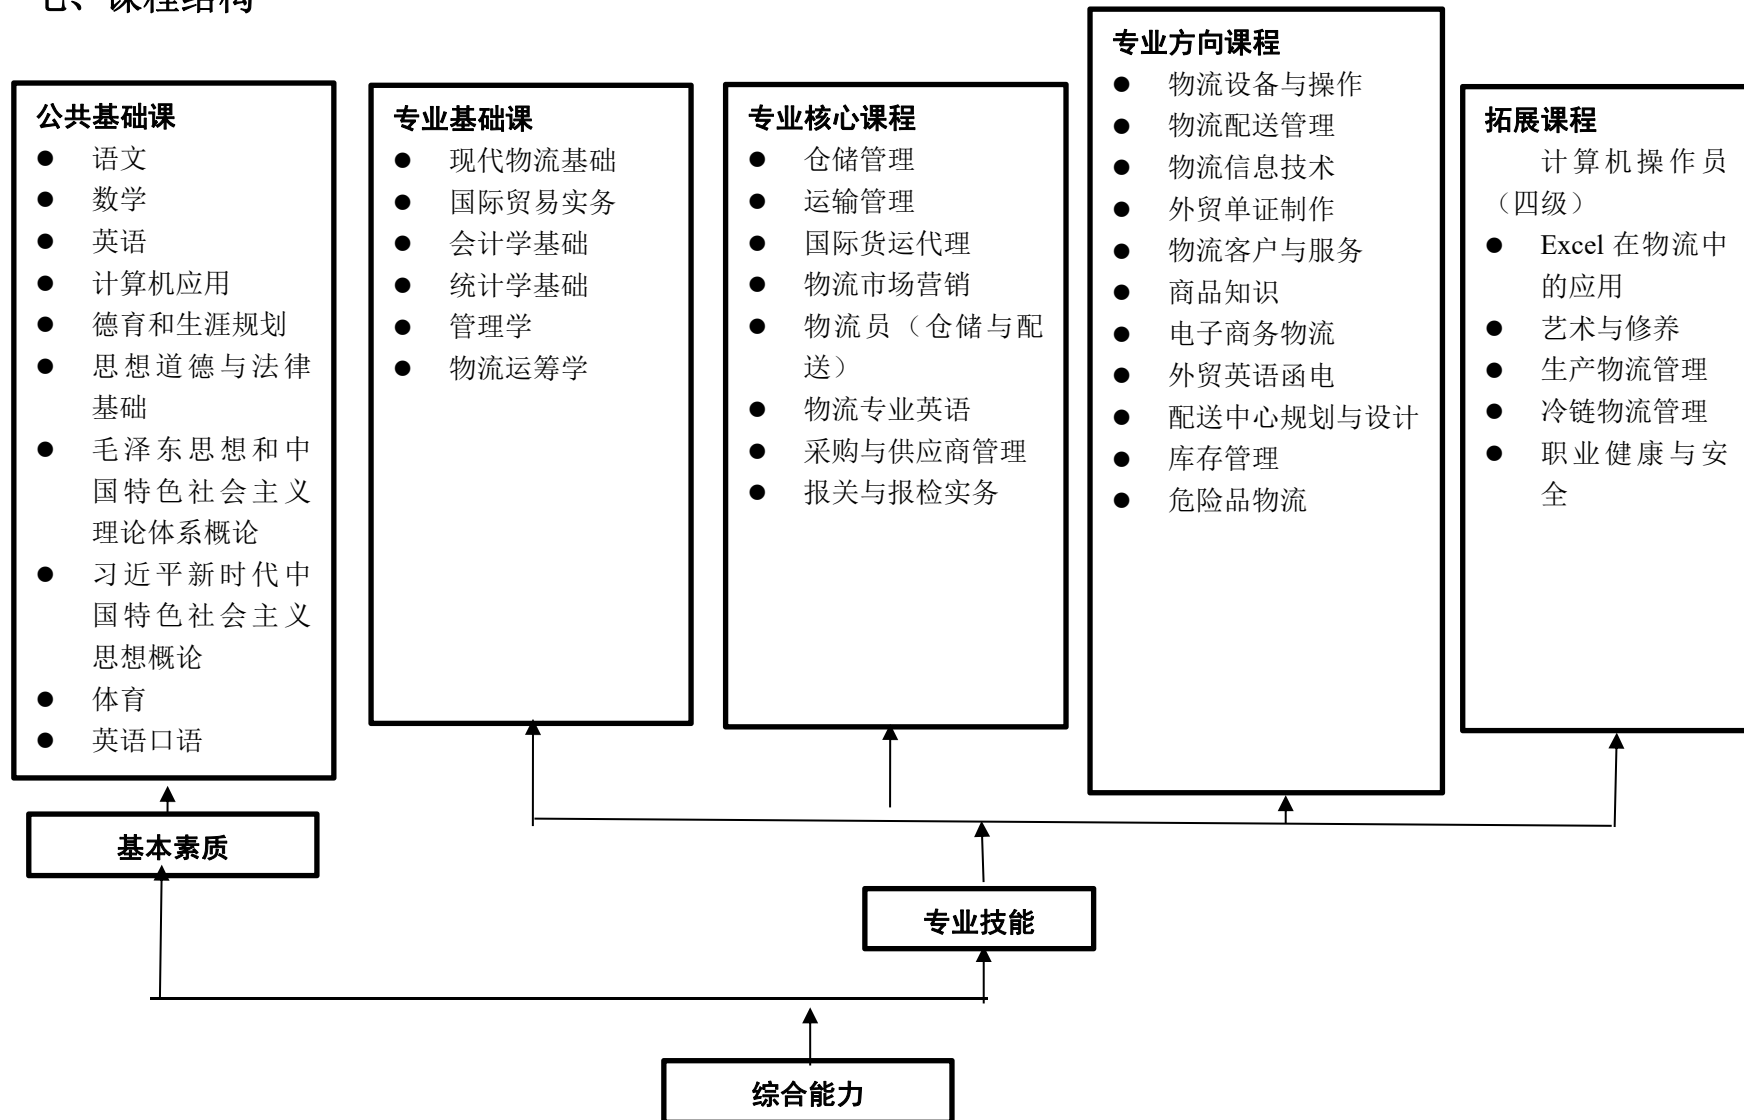 七、课程结构
公共基础课
● 语文
● 数学
● 英语
● 计算机应用
● 德育和生涯规划
● 思想道德与法律
基础
● 毛泽东思想和中
国特色社会主义
理论体系概论
● 习近平新时代中
国特色社会主义
思想概论
● 体育
● 英语口语
专业基础课
● 现代物流基础
● 国际贸易实务
● 会计学基础
● 统计学基础
● 管理学
● 物流运筹学
专业核心课程
● 仓储管理
● 运输管理
● 国际货运代理
● 物流市场营销
● 物流员（仓储与配
送）
● 物流专业英语
● 采购与供应商管理
● 报关与报检实务
专业方向课程
● 物流设备与操作
● 物流配送管理
● 物流信息技术
● 外贸单证制作
● 物流客户与服务
● 商品知识
● 电子商务物流
● 外贸英语函电
● 配送中心规划与设计
● 库存管理
● 危险品物流
拓展课程
计算机操作员
（四级）
● Excel 在物流中
的应用
● 艺术与修养
● 生产物流管理
● 冷链物流管理
● 职业健康与安
全
基本素质
专业技能
综合能力